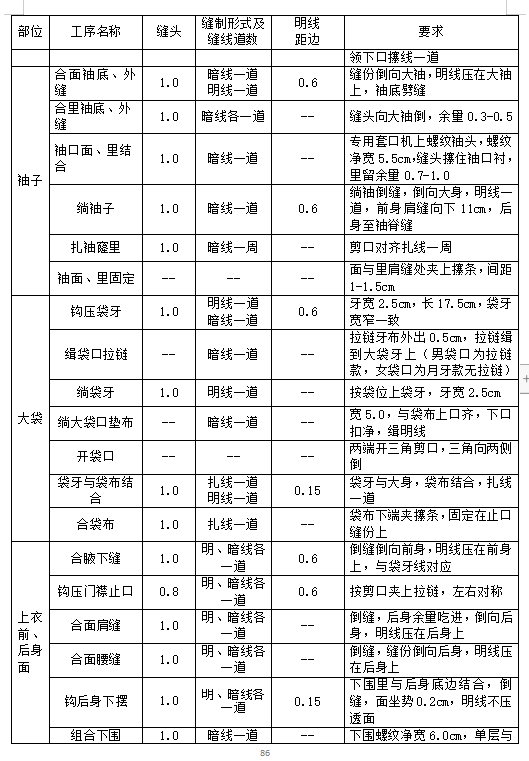 部位 工序名称 缝头 缝制形式及缝线道数 明线距边 要求
领下口擦线一道
袖子
合面袖底、外缝 1.0 暗线一道 明线一道 0.6 缝份倒向大袖,明线压在大袖上,袖底劈缝
合里袖底、外缝 1.0 暗线各一道 -- 缝头向大袖倒,余量0.3-0.5
袖口面、里结合 1.0 暗线一道 -- 专用套口机上螺纹袖头,螺纹净宽5.5cm,缝头擦住袖口衬,里留余量0.7-1.0
绱袖子 1.0 暗线一道 0.6 绱袖倒缝,倒向大身,明线一道,前身肩缝向下11cm,后身至袖脊缝
扎袖窿里 1.0 暗线一周 -- 剪口对齐扎线一周
袖面、里固定 -- -- -- 面与里肩缝处夹上擦条,间距1-1.5cm
大袋
钩压袋牙 1.0 明线一道 暗线一道 0.6 牙宽2.5cm,长17.5cm,袋牙宽窄一致
缉袋口拉链 -- 暗线一道 -- 拉链牙布外出0.5cm,拉链缉到大袋牙上(男袋口为拉链款,女袋口为月牙款无拉链)
绱袋牙 1.0 明线一道 -- 按袋位上袋牙,牙宽2.5cm
绱大袋口垫布 -- 暗线一道 -- 宽5.0,与袋布上口齐,下口扣净,缉明线
开袋口 -- -- -- 两端开三角剪口,三角向两侧倒
袋牙与袋布结合 1.0 扎线一道 明线一道 0.15 袋牙与大身,袋布结合,扎线一道
合袋布 1.0 扎线一道 -- 袋布下端夹擦条,固定在止口缝份上
上衣前、后身面
合腋下缝 1.0 明、暗线各一道 0.6 倒缝倒向前身,明线压在前身上,与袋牙线对应
钩压门襟止口 0.8 明、暗线各一道 0.6 按剪口夹上拉链,左右对称
合面肩缝 1.0 明、暗线各一道 -- 倒缝,后身余量吃进,倒向后身,明线压在后身上
合面腰缝 1.0 明、暗线各一道 -- 倒缝,缝份倒向后身,明线压在后身上
钩后身下摆 1.0 明、暗线各一道 0.15 下围里与后身底边结合,倒缝,面坐势0.2cm,明线不压透面
组合下围 1.0 暗线一道 -- 下围螺纹净宽6.0cm,单层与
86